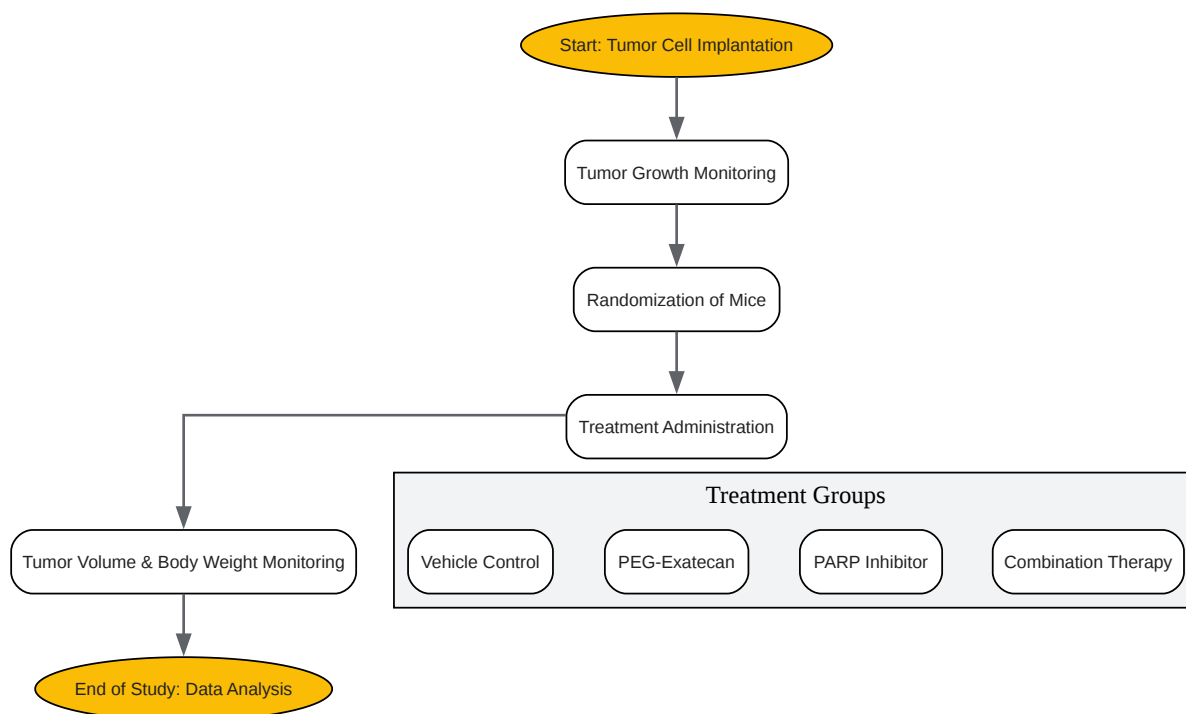 Start: Tumor Cell Implantation
Tumor Growth Monitoring
Randomization of Mice
Treatment Administration
Treatment Groups
Tumor Volume & Body Weight Monitoring
Vehicle Control
PEG-Exatecan
PARP Inhibitor
Combination Therapy
End of Study: Data Analysis